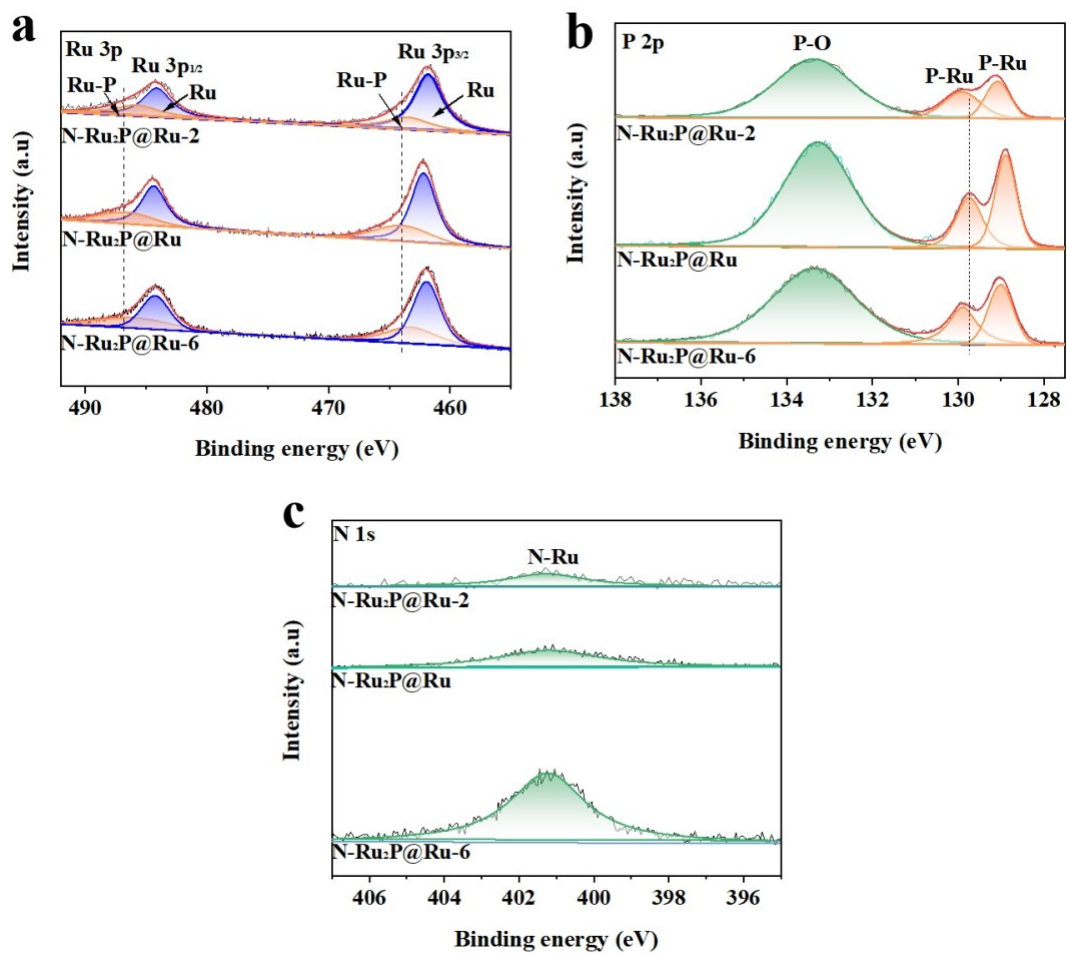 a
Ru 3p
Ru 3p1/2
Ru 3p3/2
Ru-P
Ru
Ru-P
Ru
N-Ru₂P@Ru-2
N-Ru₂P@Ru
N-Ru₂P@Ru-6
Intensity (a.u)
490
480
470
460
Binding energy (eV)
b
P 2p
P-O
P-Ru
P-Ru
N-Ru₂P@Ru-2
N-Ru₂P@Ru
N-Ru₂P@Ru-6
Intensity (a.u)
138
136
134
132
130
128
Binding energy (eV)
c
N 1s
N-Ru
N-Ru₂P@Ru-2
N-Ru₂P@Ru
N-Ru₂P@Ru-6
Intensity (a.u)
406
404
402
400
398
396
Binding energy (eV)